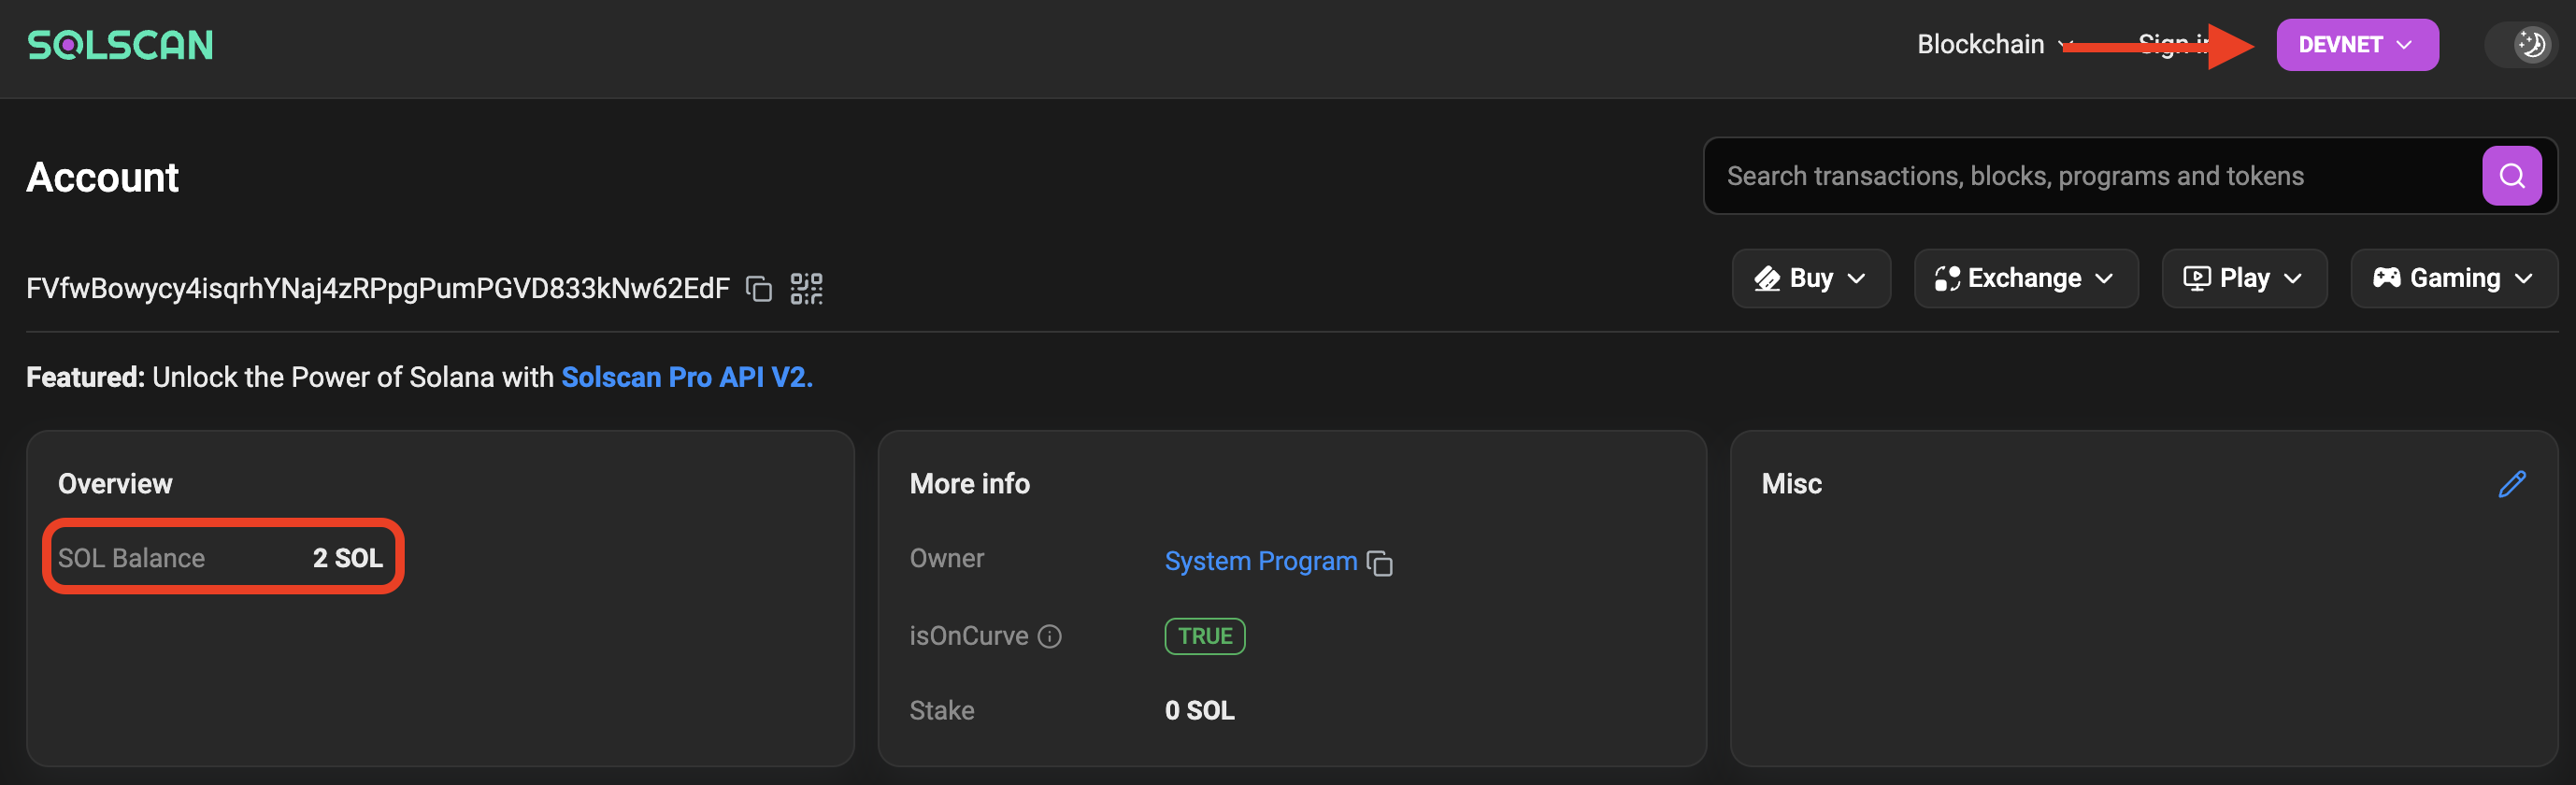 SOLSCAN
Blockchain Sign in DEVNET
Account
Search transactions, blocks, programs and tokens
FVfwBowycy4isqrhYNaj4zRPpgPumPGVD833kNw62EdF
Buy Exchange Play Gaming
Featured: Unlock the Power of Solana with Solscan Pro API V2.
Overview
SOL Balance 2 SOL
More info
Owner System Program
isOnCurve TRUE
Stake 0 SOL
Misc